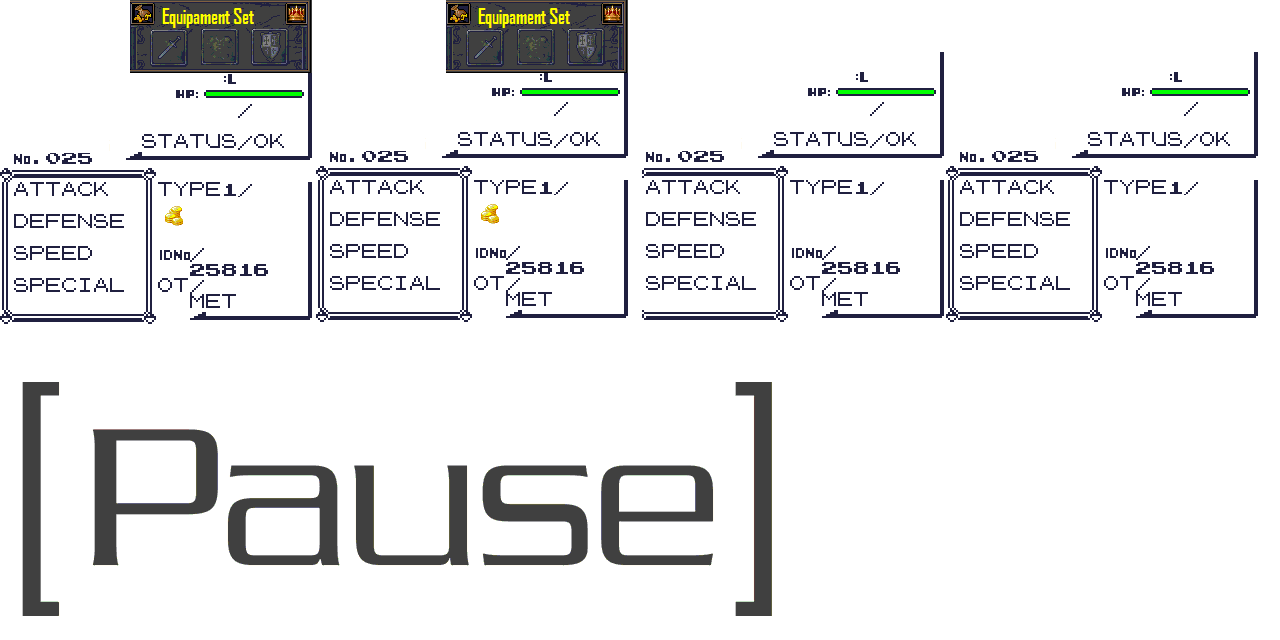 Equipament Set Equipament Set
:L :L :L :L
HP: HP: HP: HP:
/ / / /
STATUS/OK STATUS/OK STATUS/OK STATUS/OK
No.025 No.025 No.025 No.025
ATTACK TYPE1/ ATTACK TYPE1/ ATTACK TYPE1/ ATTACK TYPE1/
DEFENSE DEFENSE DEFENSE DEFENSE
SPEED IDNo/ SPEED IDNo/ SPEED IDNo/ SPEED IDNo/
25816 25816 25816 25816
SPECIAL OT/ SPECIAL OT/ SPECIAL OT/ SPECIAL OT/
MET MET MET MET
[Pause]